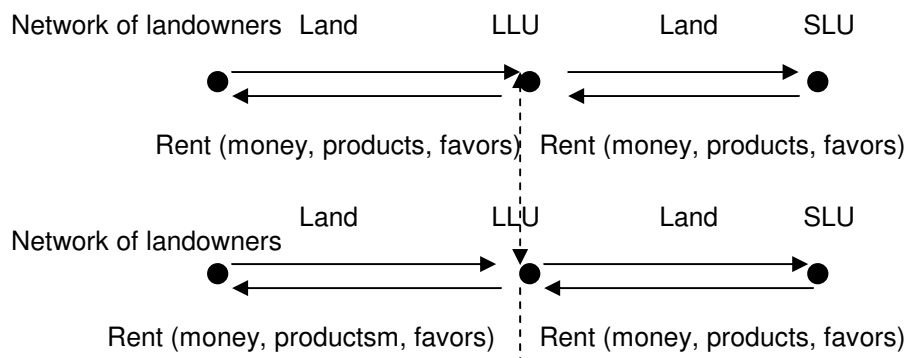 Network of landowners Land LLU Land SLU
Rent (money, products, favors) Rent (money, products, favors)
Land LLU Land SLU
Network of landowners
Rent (money, productsm, favors) Rent (money, products, favors)